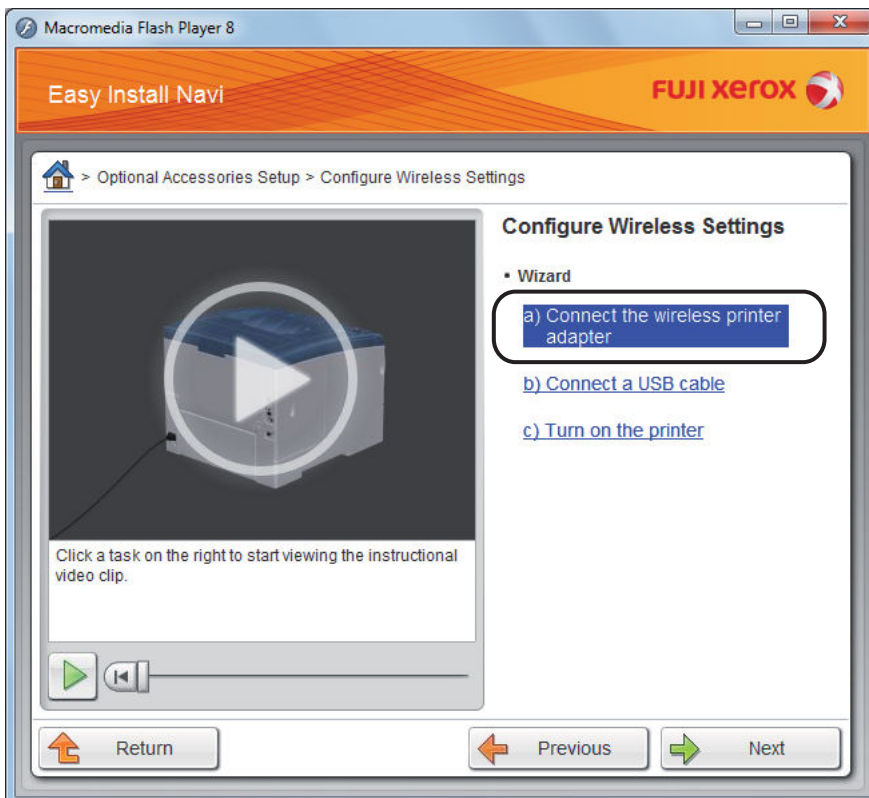 Macromedia Flash Player 8
Easy Install Navi
FUJI xerox
> Optional Accessories Setup > Configure Wireless Settings
Configure Wireless Settings
• Wizard
a) Connect the wireless printer
adapter
b) Connect a USB cable
c) Turn on the printer
Click a task on the right to start viewing the instructional
video clip.
Return
Previous
Next